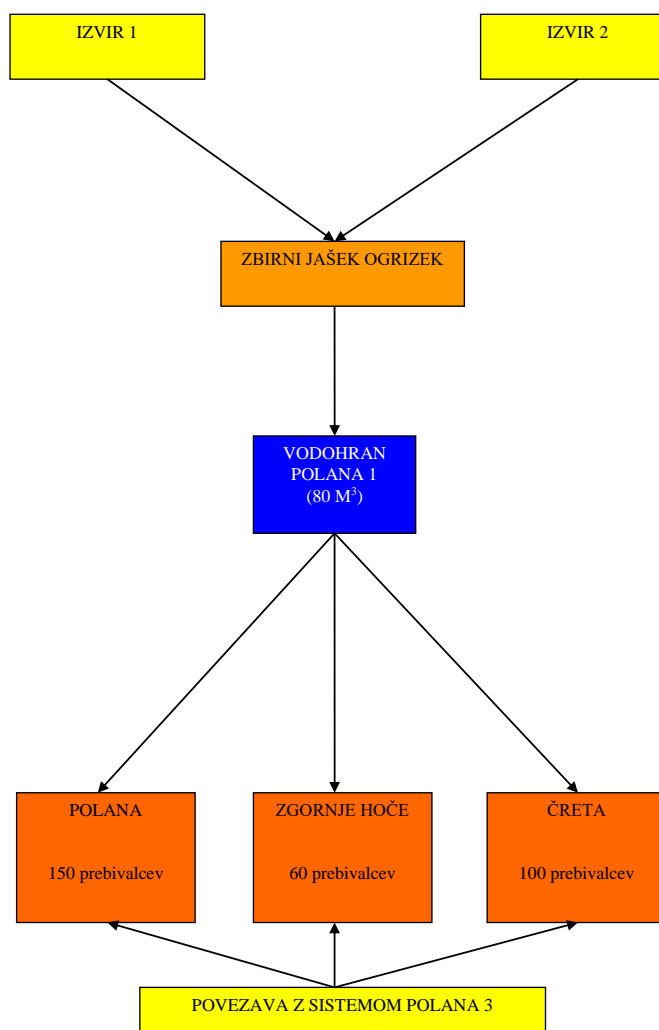 IZVIR 1
IZVIR 2
ZBIRNI JAŠEK OGRIZEK
VODOHRAN
POLANA 1
(80 M³)
POLANA
150 prebivalcev
ZGORNJE HOČE
60 prebivalcev
ČRETA
100 prebivalcev
POVEZAVA Z SISTEMOM POLANA 3